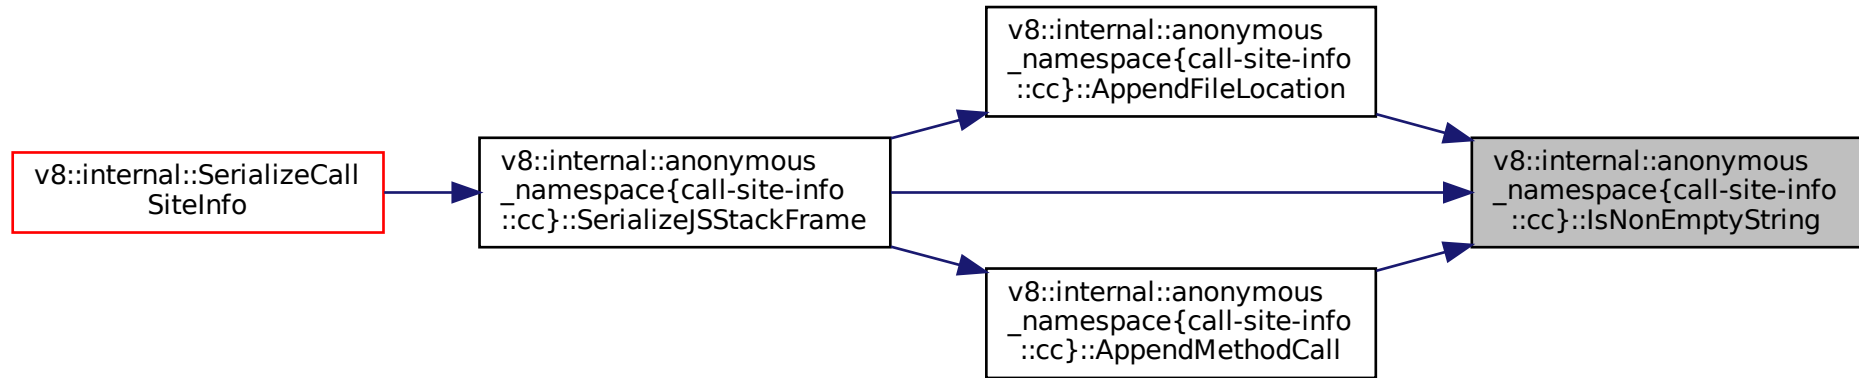 v8::internal::SerializeCall
SiteInfo
v8::internal::anonymous
_namespace{call-site-info
::cc}::SerializeJSStackFrame
v8::internal::anonymous
_namespace{call-site-info
::cc}::AppendFileLocation
v8::internal::anonymous
_namespace{call-site-info
::cc}::AppendMethodCall
v8::internal::anonymous
_namespace{call-site-info
::cc}::IsNonEmptyString